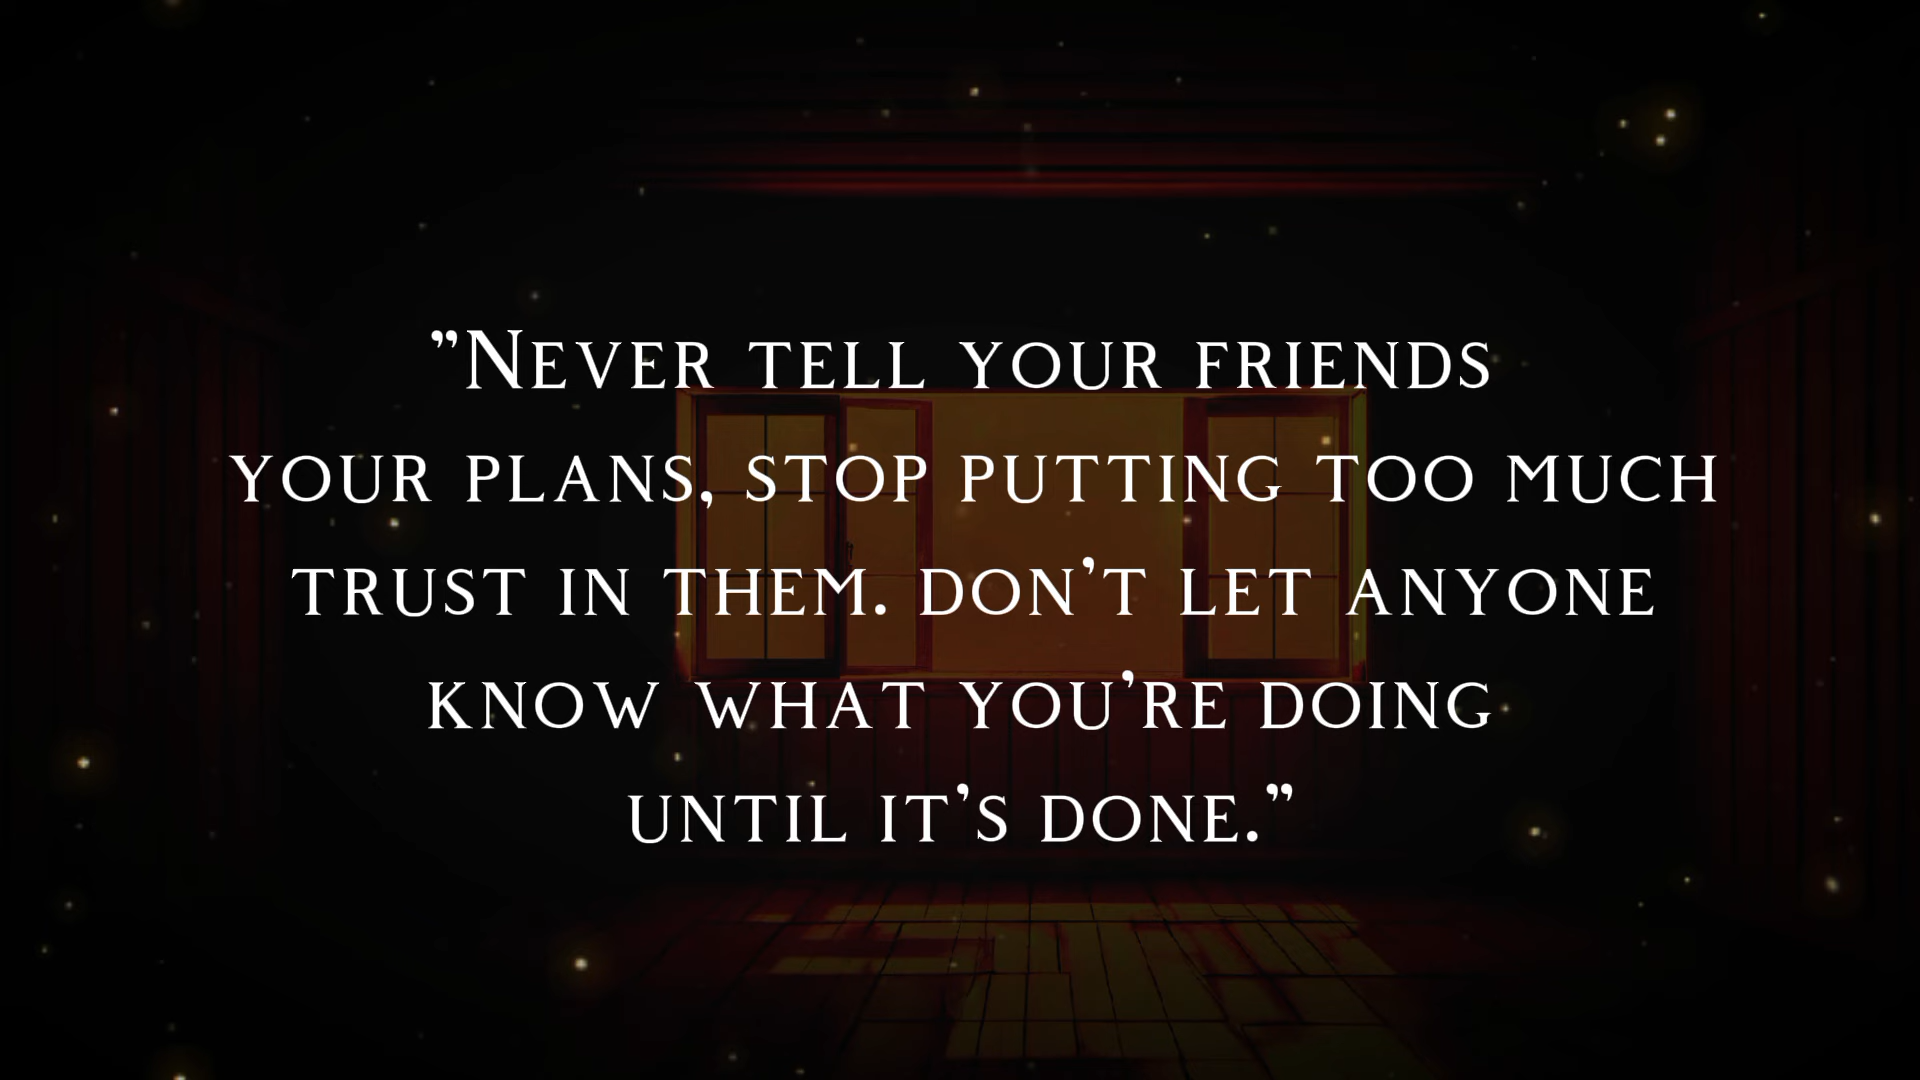 ”Never tell your friends
your plans, stop putting too much
trust in them. don’t let anyone
know what you’re doing
until it’s done.”